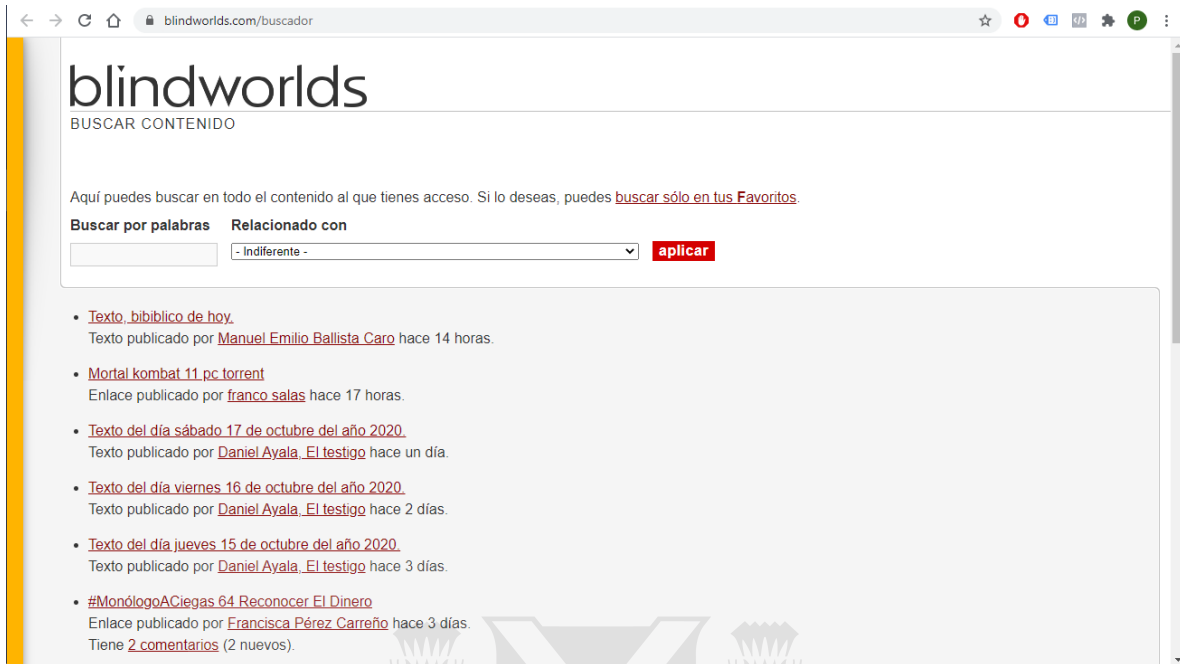 blindworlds.com/buscador
P
blindworlds
BUSCAR CONTENIDO
Aquí puedes buscar en todo el contenido al que tienes acceso. Si lo deseas, puedes buscar sólo en tus Favoritos.
Buscar por palabras Relacionado con
- Indiferente - aplicar
Texto, bibiblico de hoy.
Texto publicado por Manuel Emilio Ballista Caro hace 14 horas.
Mortal kombat 11 pc torrent
Enlace publicado por franco salas hace 17 horas.
Texto del día sábado 17 de octubre del año 2020.
Texto publicado por Daniel Ayala, El testigo hace un día.
Texto del día viernes 16 de octubre del año 2020.
Texto publicado por Daniel Ayala, El testigo hace 2 días.
Texto del día jueves 15 de octubre del año 2020.
Texto publicado por Daniel Ayala, El testigo hace 3 días.
#MonólogoACiegas 64 Reconocer El Dinero
Enlace publicado por Francisca Pérez Carreño hace 3 días.
Tiene 2 comentarios (2 nuevos).